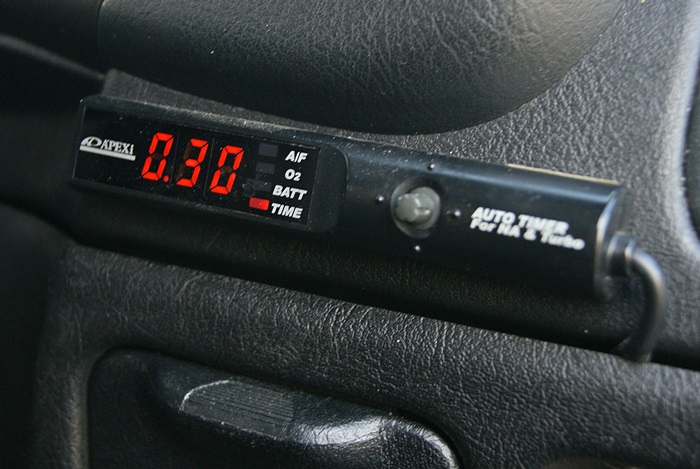 APEXi
0.30
A/F
O2
BATT
TIME
AUTO TIMER
For NA & Turbo